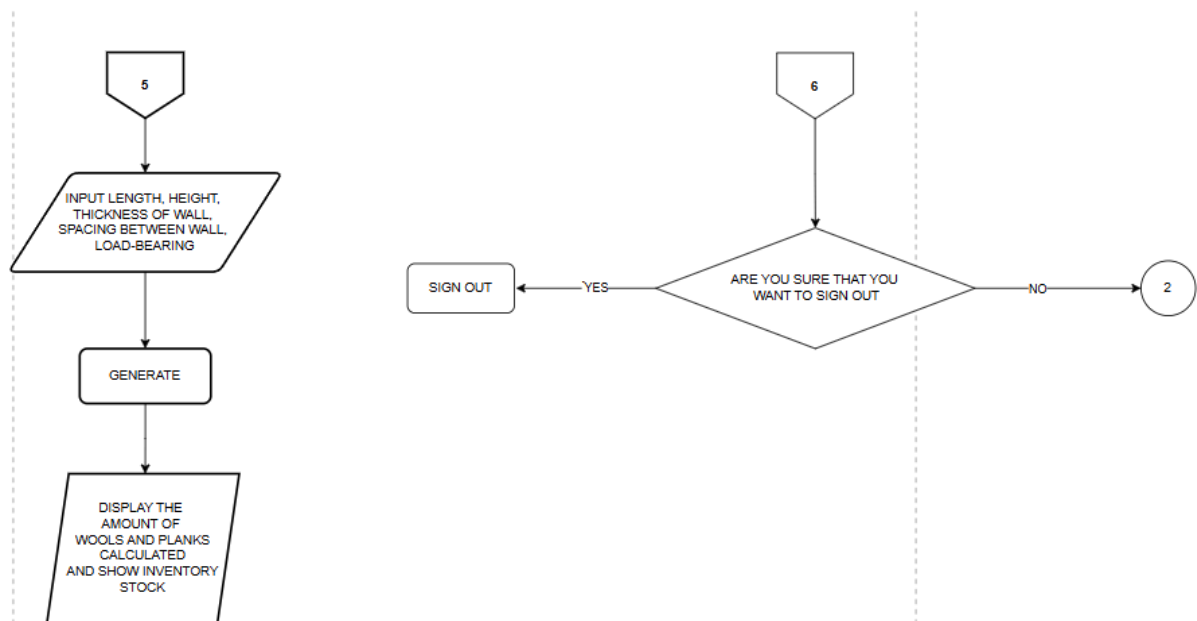 5
INPUT LENGTH, HEIGHT,
THICKNESS OF WALL,
SPACING BETWEEN WALL,
LOAD-BEARING
GENERATE
DISPLAY THE
AMOUNT OF
WOOLS AND PLANKS
CALCULATED
AND SHOW INVENTORY
STOCK
6
ARE YOU SURE THAT YOU
WANT TO SIGN OUT
YES
SIGN OUT
NO
2